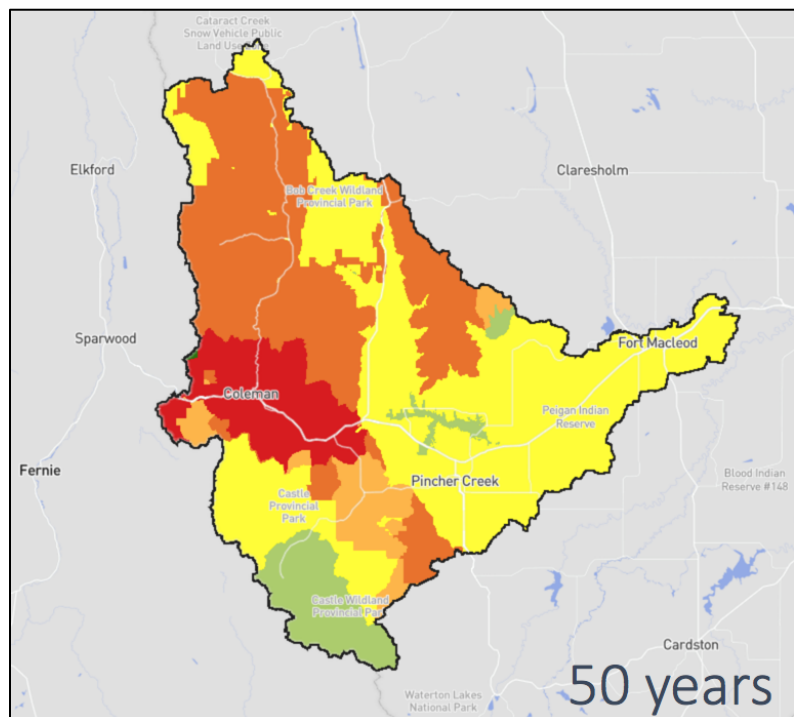 Cataract Creek
Snow Vehicle Public
Land Use Zone
Elkford
Claresholm
Bob Creek Wildland
Provincial Park
Sparwood
Fort Macleod
Coleman
Peigan Indian
Reserve
Fernie
Pincher Creek
Blood Indian
Reserve #148
Castle
Provincial
Park
Castle Wildland
Provincial Par
Cardston
50 years
Waterton Lakes
National Park